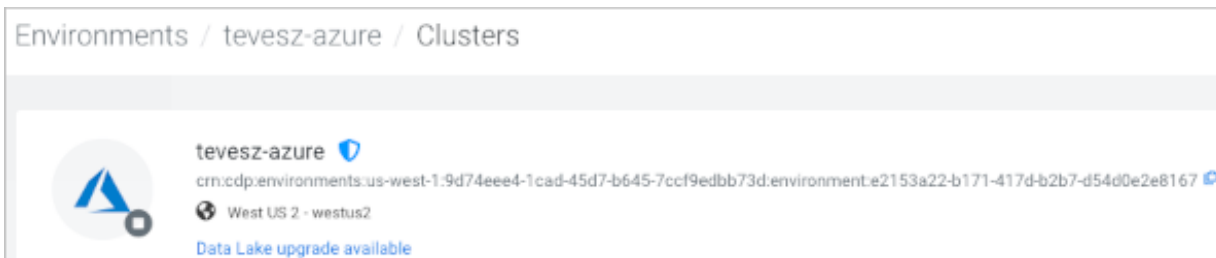 Environments / tevesz-azure / Clusters
tevesz-azure
crn:cdp:environments:us-west-1:9d74eee4-1cad-45d7-b645-7ccf9edbb73d:environment:e2153a22-b171-417d-b2b7-d54d0e2e8167
West US 2 - westus2
Data Lake upgrade available